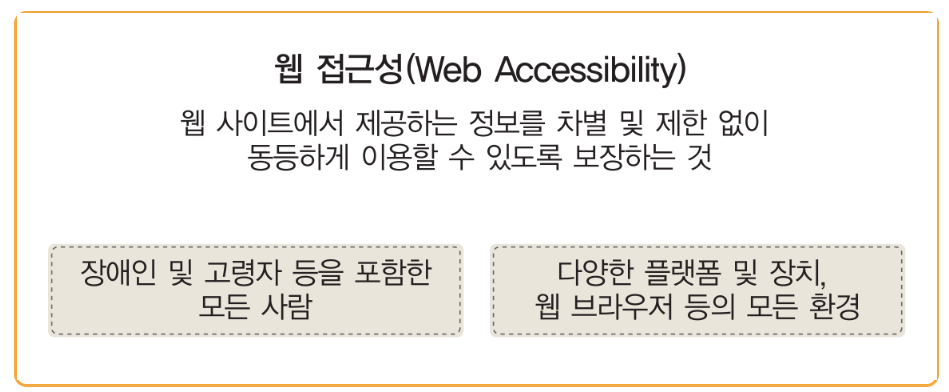 웹 접근성(Web Accessibility)
웹 사이트에서 제공하는 정보를 차별 및 제한 없이
동등하게 이용할 수 있도록 보장하는 것
장애인 및 고령자 등을 포함한
모든 사람
다양한 플랫폼 및 장치,
웹 브라우저 등의 모든 환경